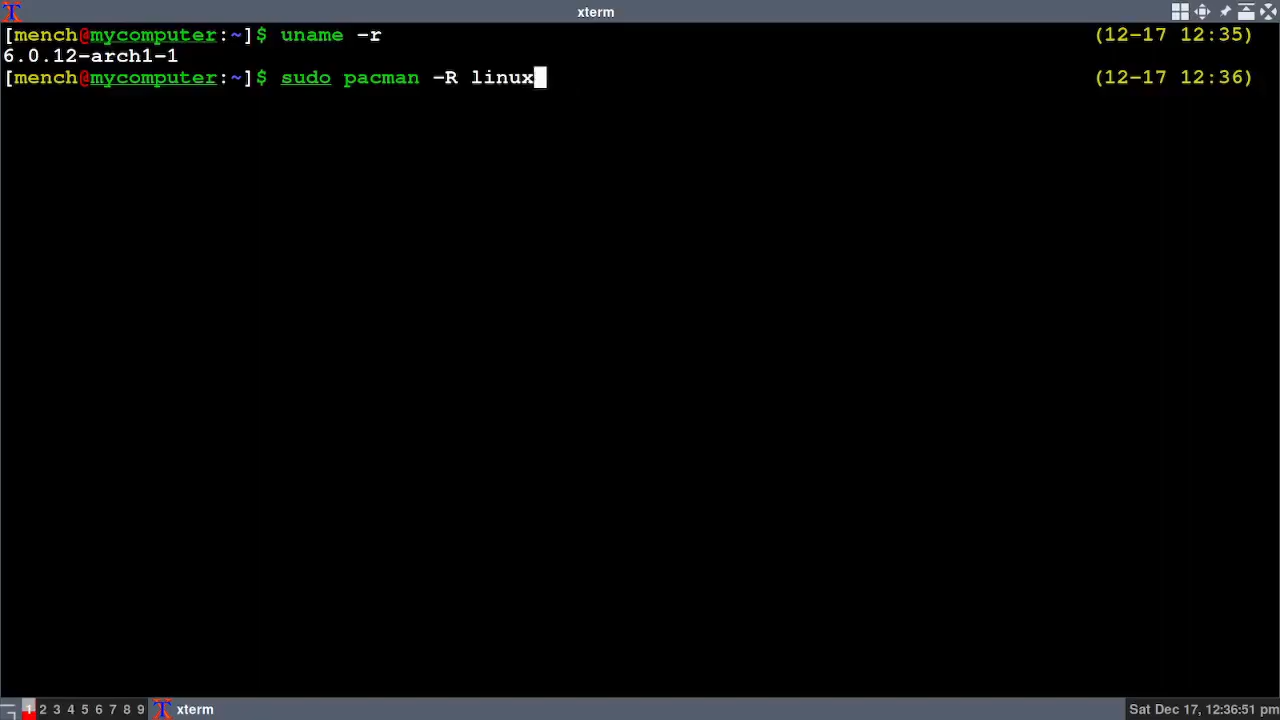 xterm
[mench@mycomputer:~]$ uname -r (12-17 12:35)
6.0.12-arch1-1
[mench@mycomputer:~]$ sudo pacman -R linux (12-17 12:36)
1 2 3 4 5 6 7 8 9 xterm Sat Dec 17, 12:36:51 pm